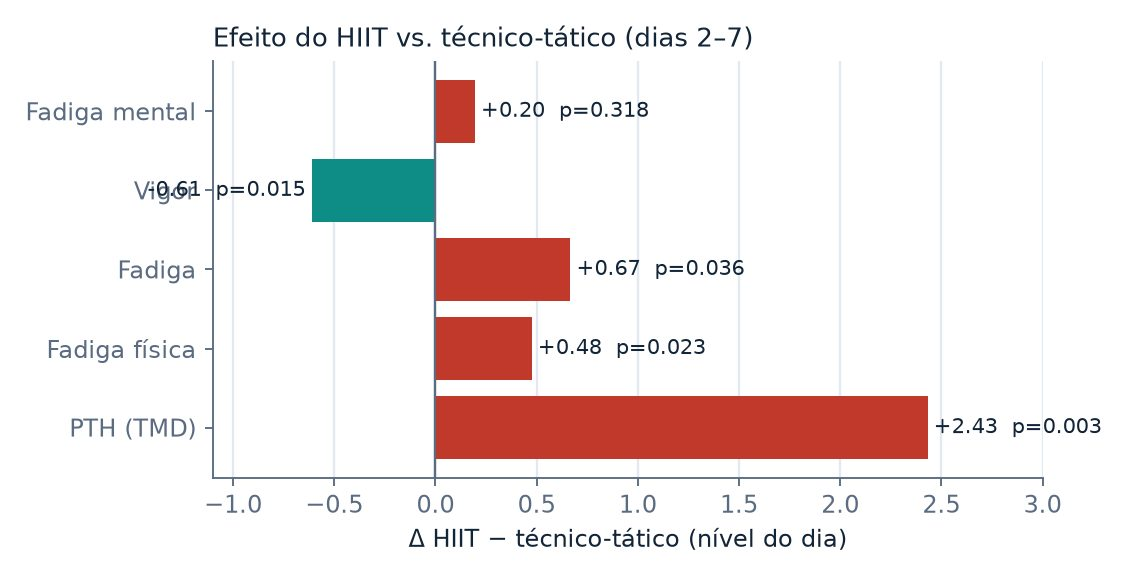 Efeito do HIIT vs. técnico-tático (dias 2–7)
Fadiga mental +0.20 p=0.318
Vigor -0.61 p=0.015
Fadiga +0.67 p=0.036
Fadiga física +0.48 p=0.023
PTH (TMD) +2.43 p=0.003
−1.0 −0.5 0.0 0.5 1.0 1.5 2.0 2.5 3.0
Δ HIIT − técnico-tático (nível do dia)